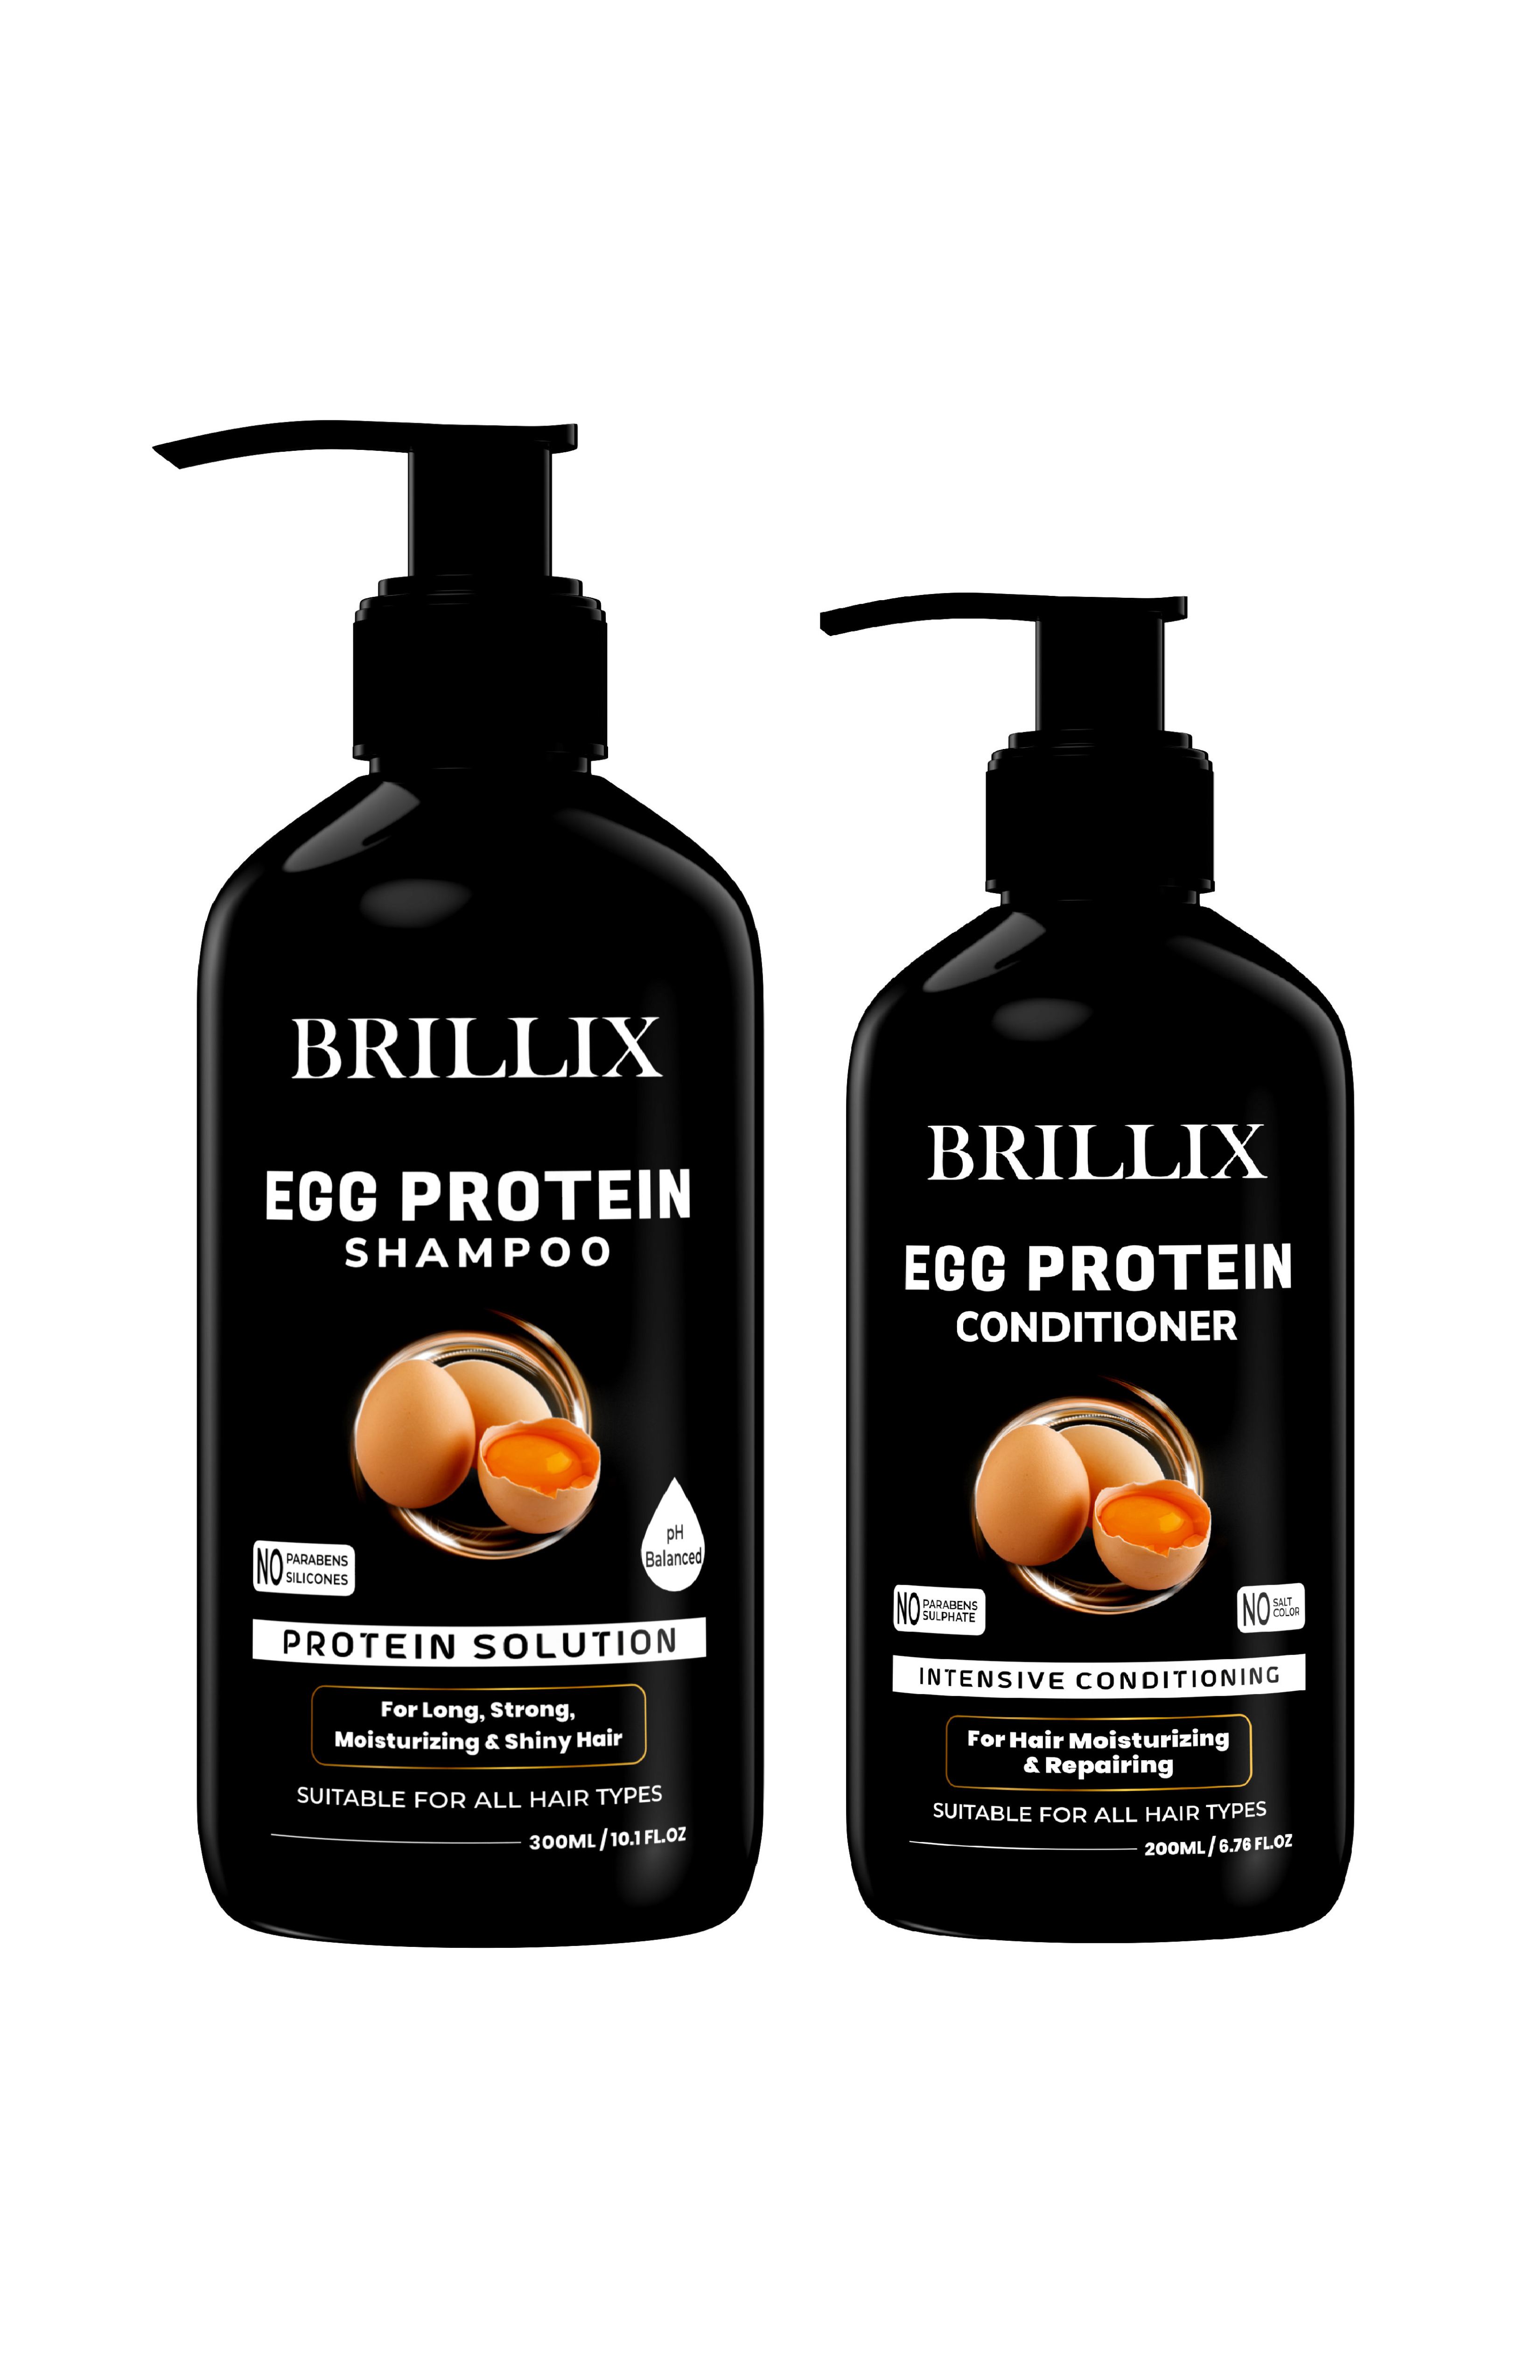 BRILLIX
EGG PROTEIN
SHAMPOO
NO PARABENS
SILICONES
pH
Balanced
PROTEIN SOLUTION
For Long, Strong,
Moisturizing & Shiny Hair
SUITABLE FOR ALL HAIR TYPES
300ML / 10.1 FL.OZ
BRILLIX
EGG PROTEIN
CONDITIONER
NO PARABENS
SULPHATE
NO SALT
COLOR
INTENSIVE CONDITIONING
For Hair Moisturizing
& Repairing
SUITABLE FOR ALL HAIR TYPES
200ML / 6.76 FL.OZ